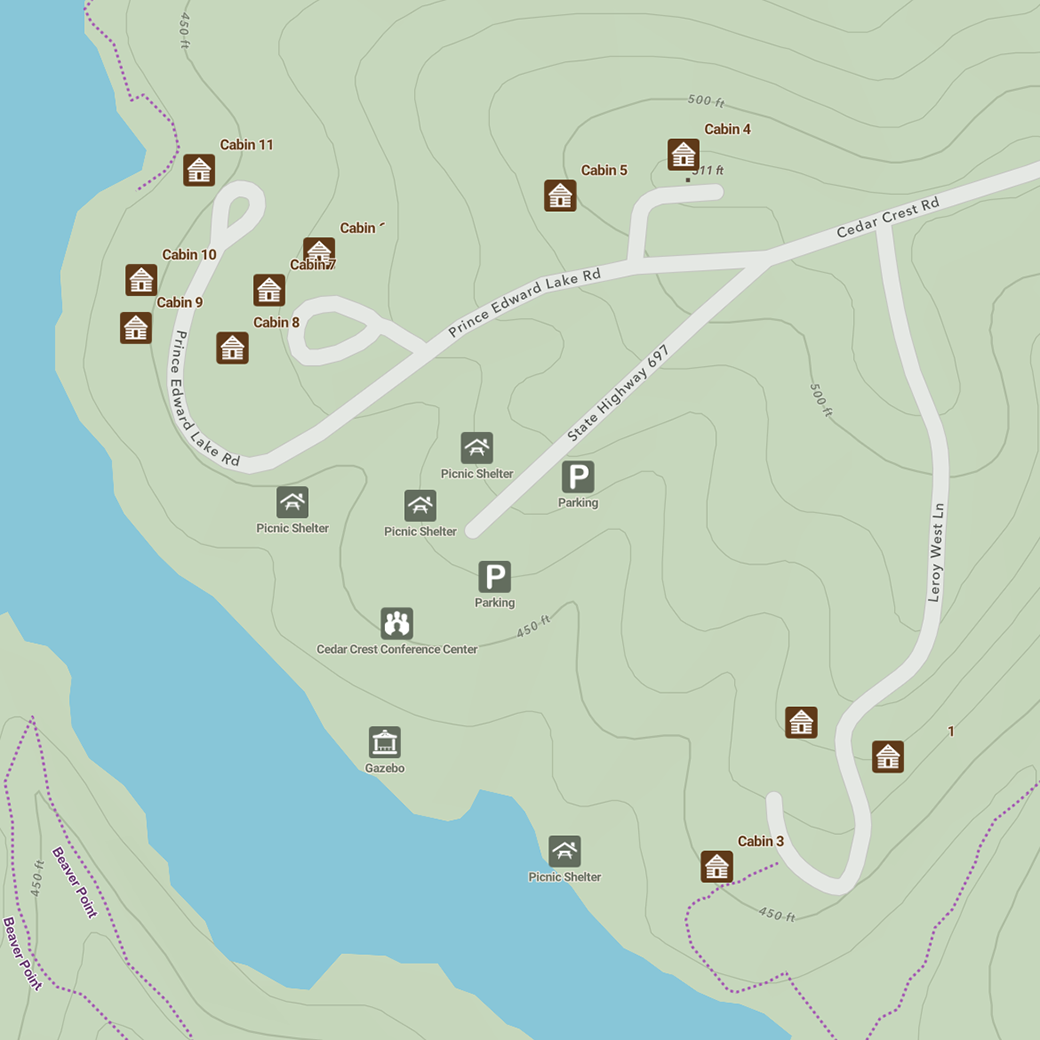 450 ft
500 ft
Cabin 4
Cabin 11
Cabin 5
511 ft
Cedar Crest Rd
Cabin
Cabin 10
Cabin 7
Prince Edward Lake Rd
Cabin 9
Cabin 8
Prince Edward Lake Rd
State Highway 697
500 ft
Picnic Shelter
P
Parking
Picnic Shelter
Picnic Shelter
Leroy West Ln
P
Parking
450 ft
Cedar Crest Conference Center
1
Gazebo
Cabin 3
Picnic Shelter
450 ft
Beaver Point
450 ft
Beaver Point